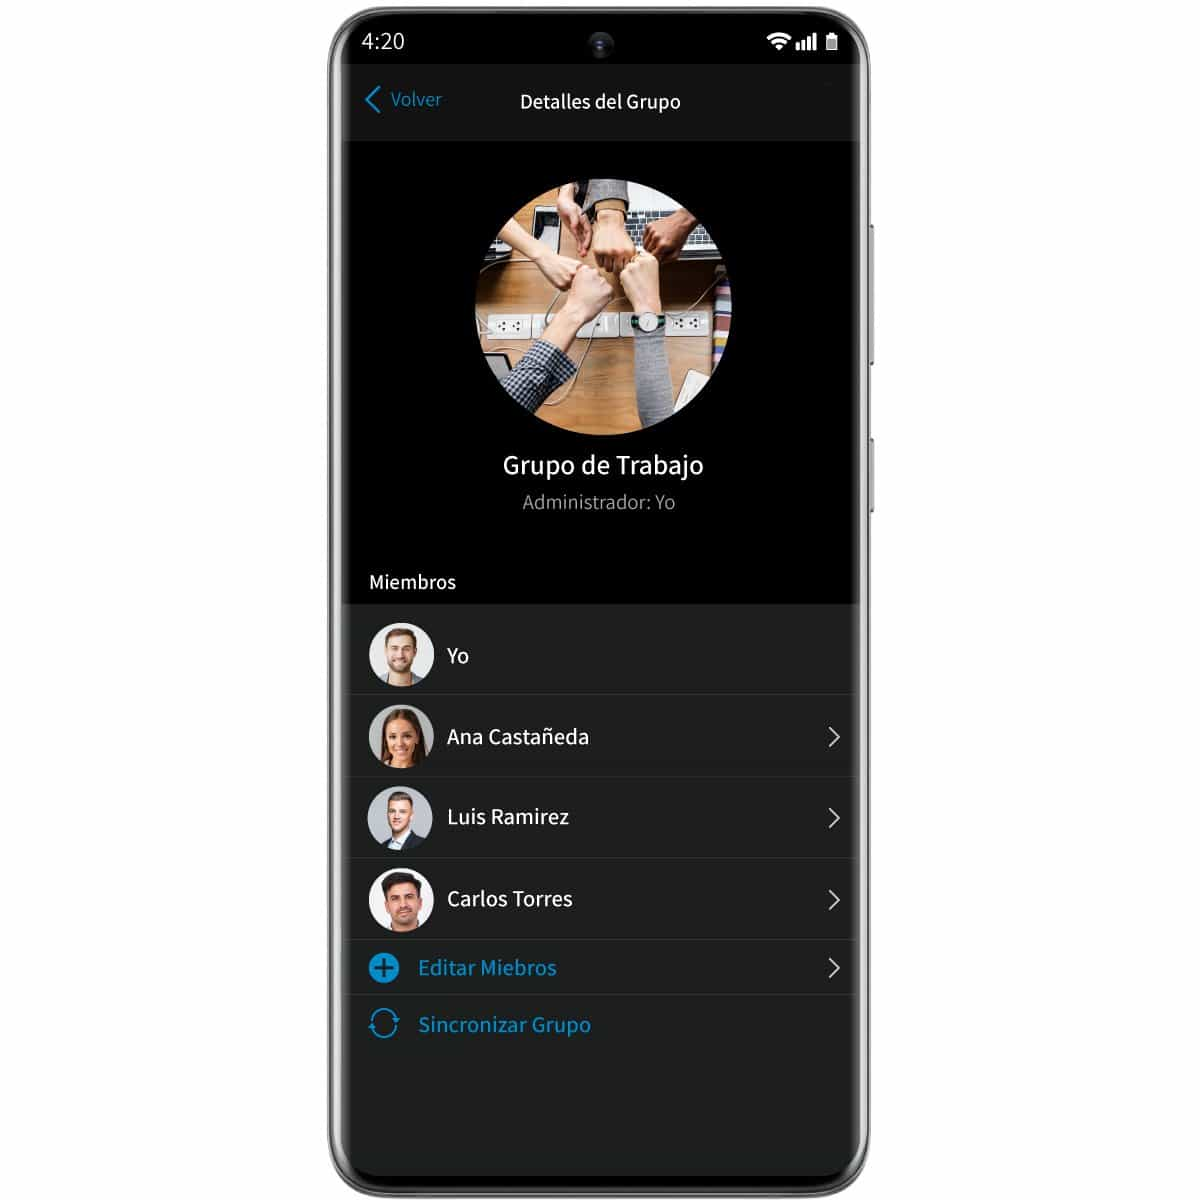 4:20
Volver
Detalles del Grupo
Grupo de Trabajo
Administrador: Yo
Miembros
Yo
Ana Castañeda
Luis Ramirez
Carlos Torres
Editar Miebros
Sincronizar Grupo